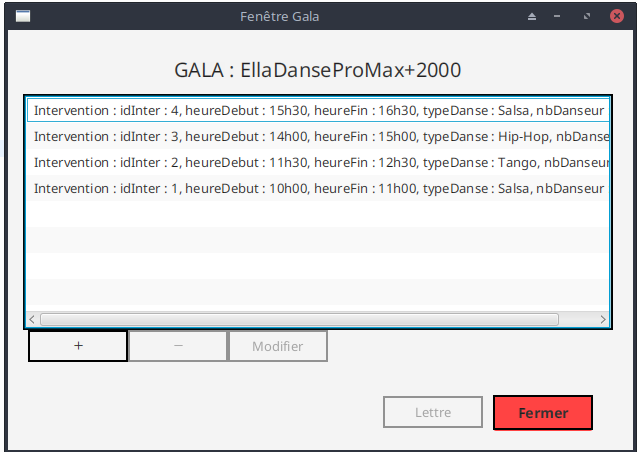 Fenêtre Gala
GALA : EllaDanseProMax+2000
Intervention : idInter : 4, heureDebut : 15h30, heureFin : 16h30, typeDanse : Salsa, nbDanseur
Intervention : idInter : 3, heureDebut : 14h00, heureFin : 15h00, typeDanse : Hip-Hop, nbDanse
Intervention : idInter : 2, heureDebut : 11h30, heureFin : 12h30, typeDanse : Tango, nbDanseur
Intervention : idInter : 1, heureDebut : 10h00, heureFin : 11h00, typeDanse : Salsa, nbDanseur
+ − Modifier
Lettre Fermer